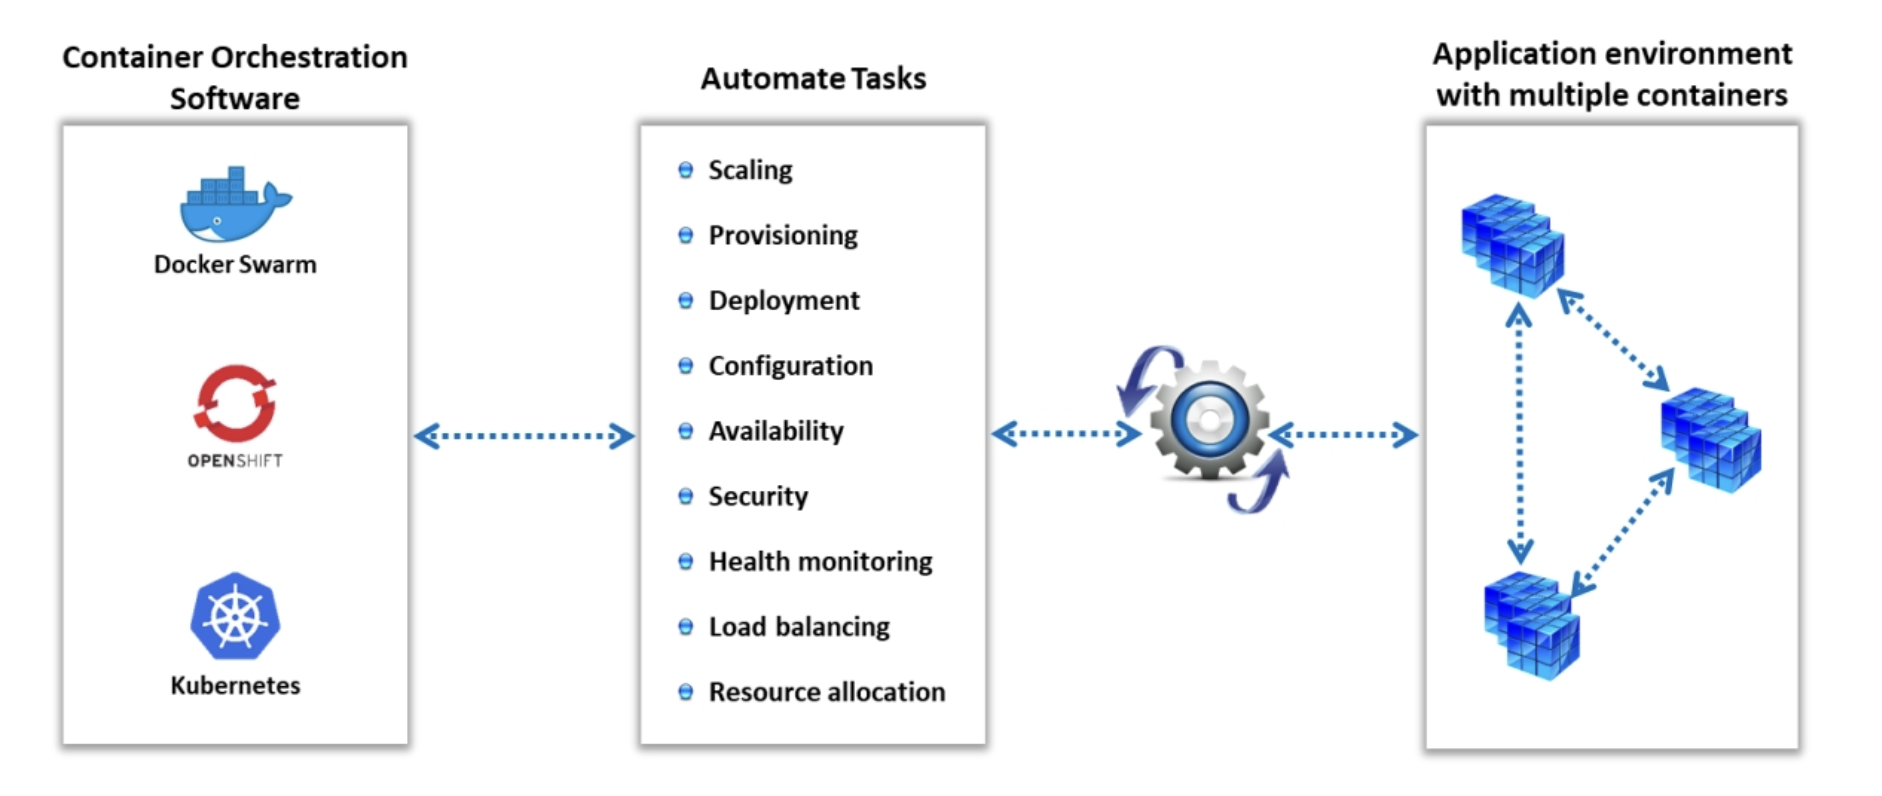 Container Orchestration
Software
Docker Swarm
OPENSHIFT
Kubernetes
Automate Tasks
Scaling
Provisioning
Deployment
Configuration
Availability
Security
Health monitoring
Load balancing
Resource allocation
Application environment
with multiple containers